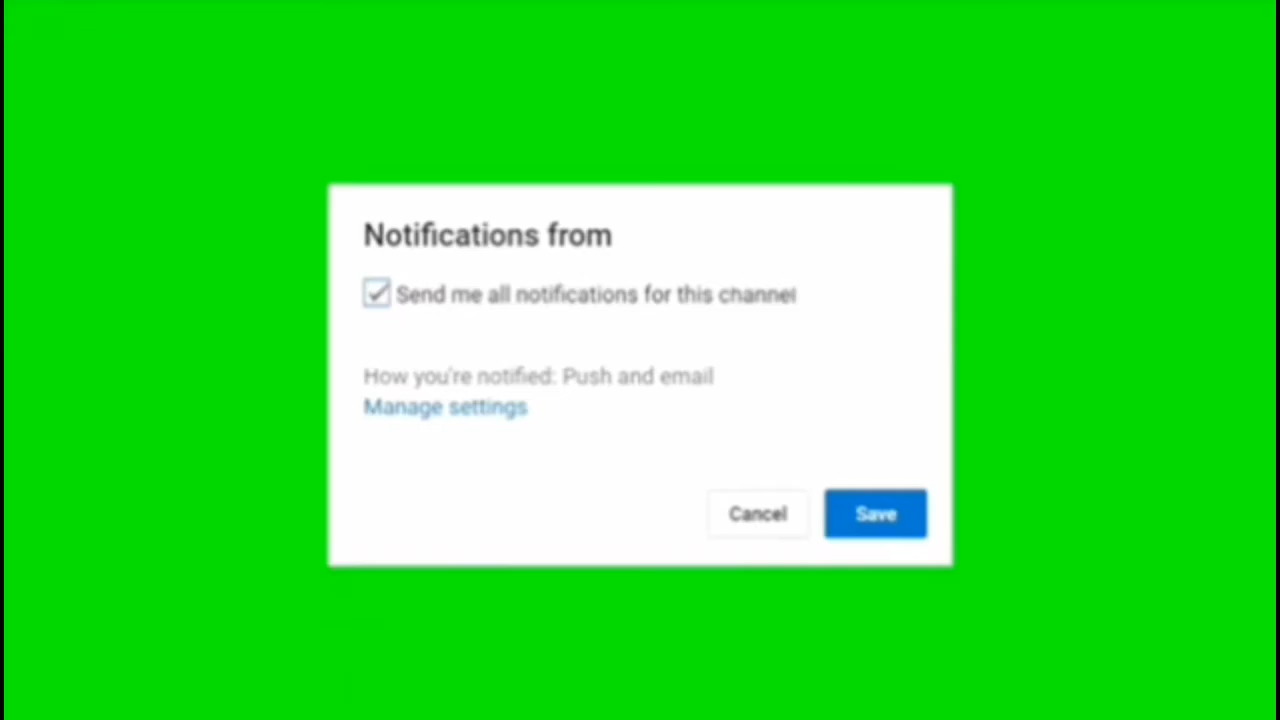 Notifications from
Send me all notifications for this channel
How you're notified: Push and email
Manage settings
Cancel Save